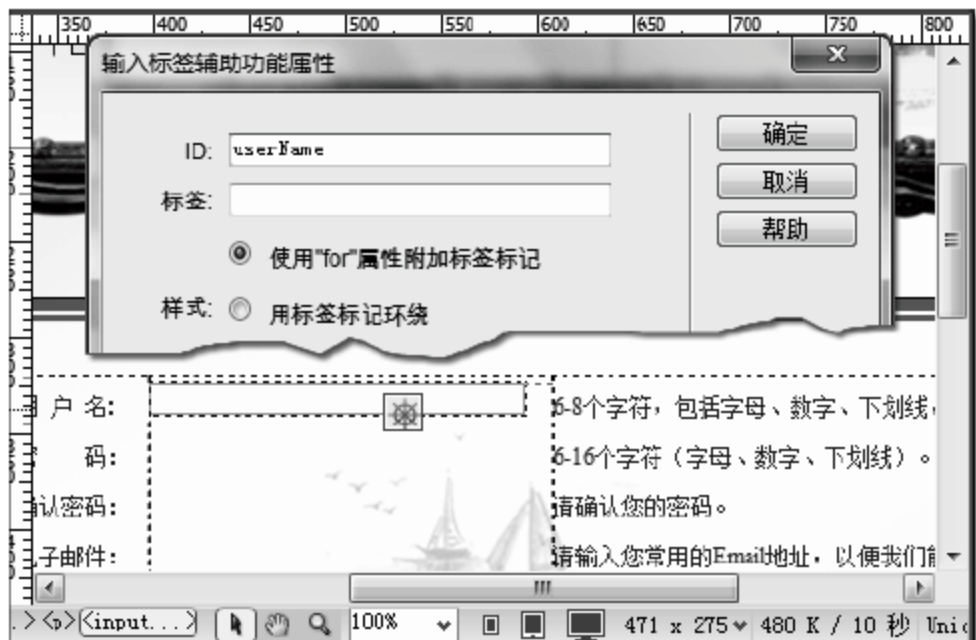 350 400 450 500 550 600 650 700 750 800
输入标签辅助功能属性
ID: userName
确定
标签:
取消
帮助
使用"for"属性附加标签标记
样式:
用标签标记环绕
户 名: 6-8个字符，包括字母、数字、下划线，
码: 6-16个字符（字母、数字、下划线）。
认密码: 请确认您的密码。
子邮件: 请输入您常用的Email地址，以便我们
> <p> <input...> 100% 471 x 275 480 K / 10 秒 Unic